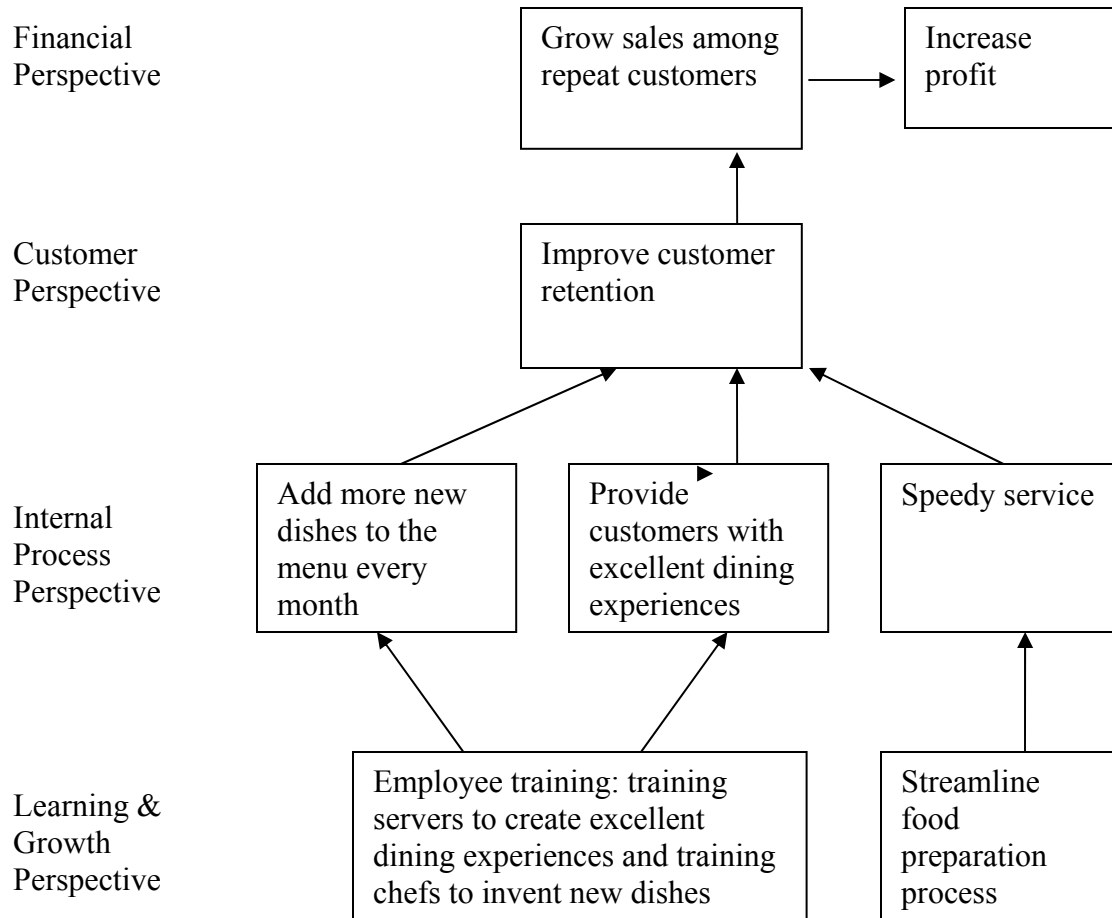 Financial
Perspective
Grow sales among
repeat customers
Increase
profit
Customer
Perspective
Improve customer
retention
Internal
Process
Perspective
Add more new
dishes to the
menu every
month
Provide
customers with
excellent dining
experiences
Speedy service
Learning &
Growth
Perspective
Employee training: training
servers to create excellent
dining experiences and training
chefs to invent new dishes
Streamline
food
preparation
process